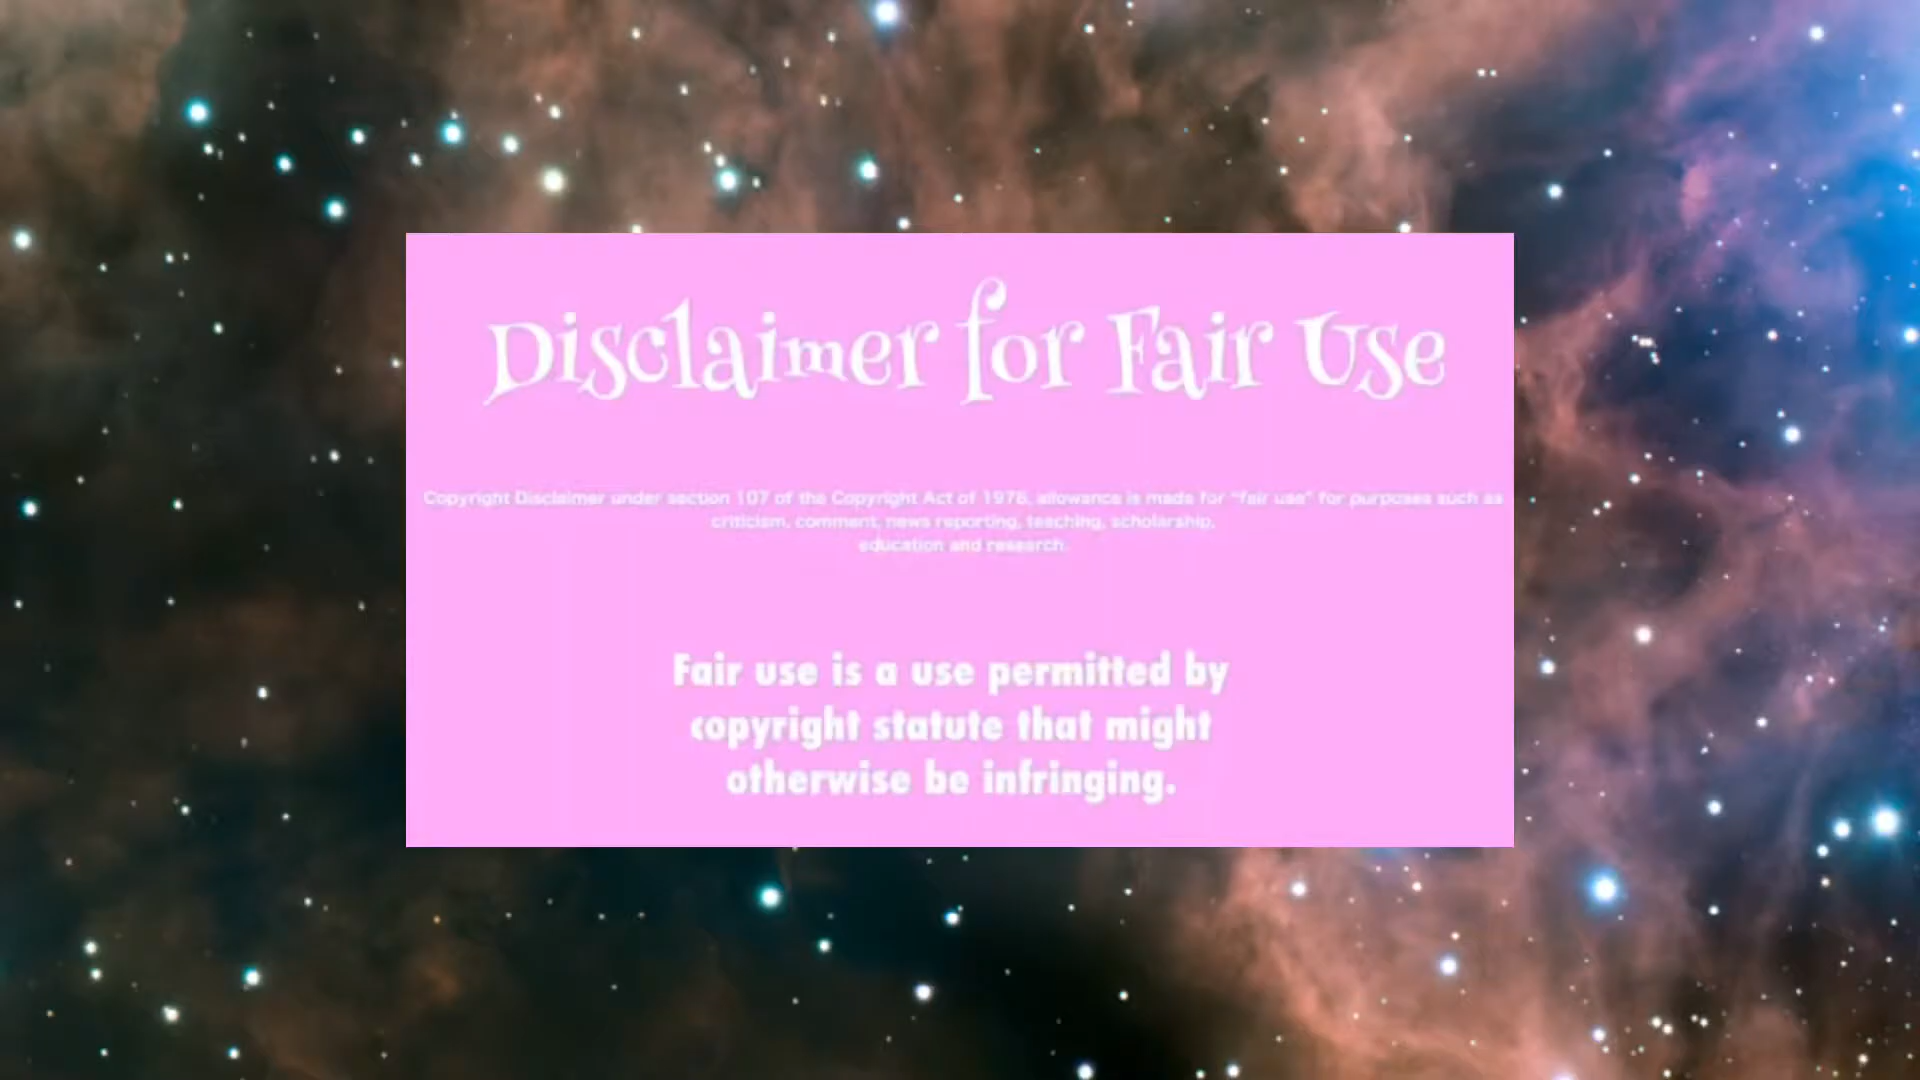 Disclaimer for Fair Use
Copyright Disclaimer under section 107 of the Copyright Act of 1976, allowance is made for "fair use" for purposes such as
criticism, comment, news reporting, teaching, scholarship,
education and research.
Fair use is a use permitted by
copyright statute that might
otherwise be infringing.